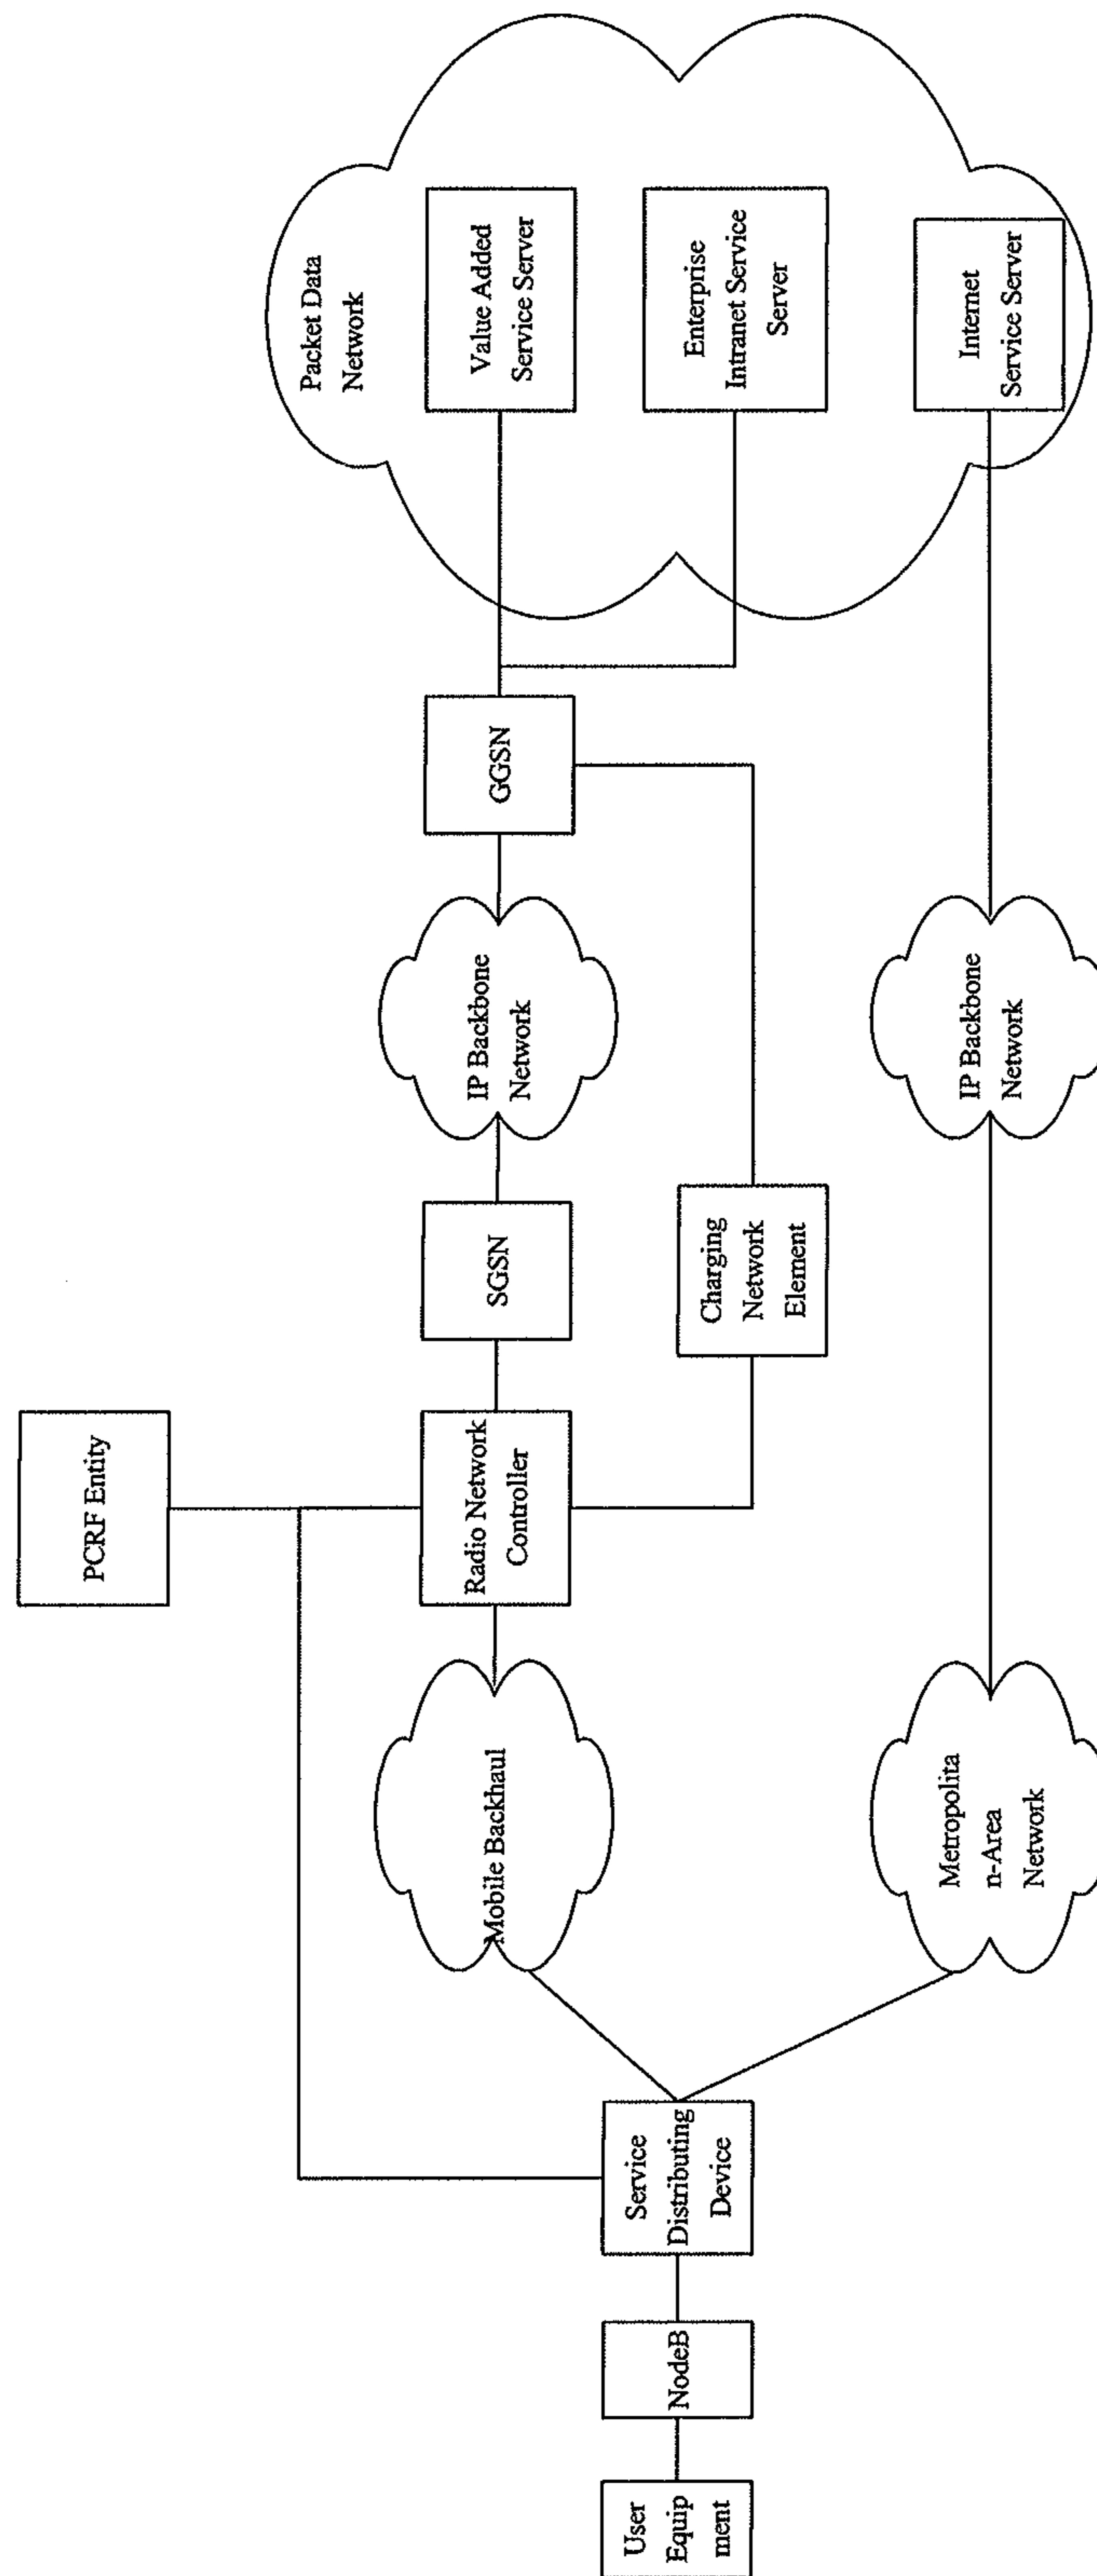 User
Equip
ment
NodeB
Service
Distributing
Device
Mobile Backhaul
Metropolita
n-Area
Network
PCRF Entity
Radio Network
Controller
SGSN
Charging
Network
Element
IP Backbone
Network
IP Backbone
Network
GGSN
Packet Data
Network
Value Added
Service Server
Enterprise
Intranet Service
Server
Internet
Service Server